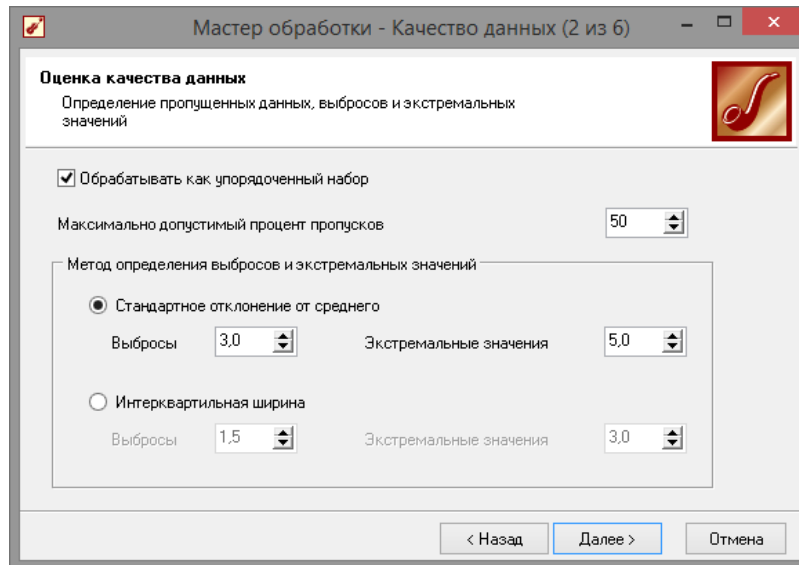 Мастер обработки - Качество данных (2 из 6)
Оценка качества данных
Определение пропущенных данных, выбросов и экстремальных
значений
Обрабатывать как упорядоченный набор
Максимально допустимый процент пропусков 50
Метод определения выбросов и экстремальных значений
Стандартное отклонение от среднего
Выбросы 3,0 Экстремальные значения 5,0
Интерквартильная ширина
Выбросы 1,5 Экстремальные значения 3,0
< Назад Далее > Отмена